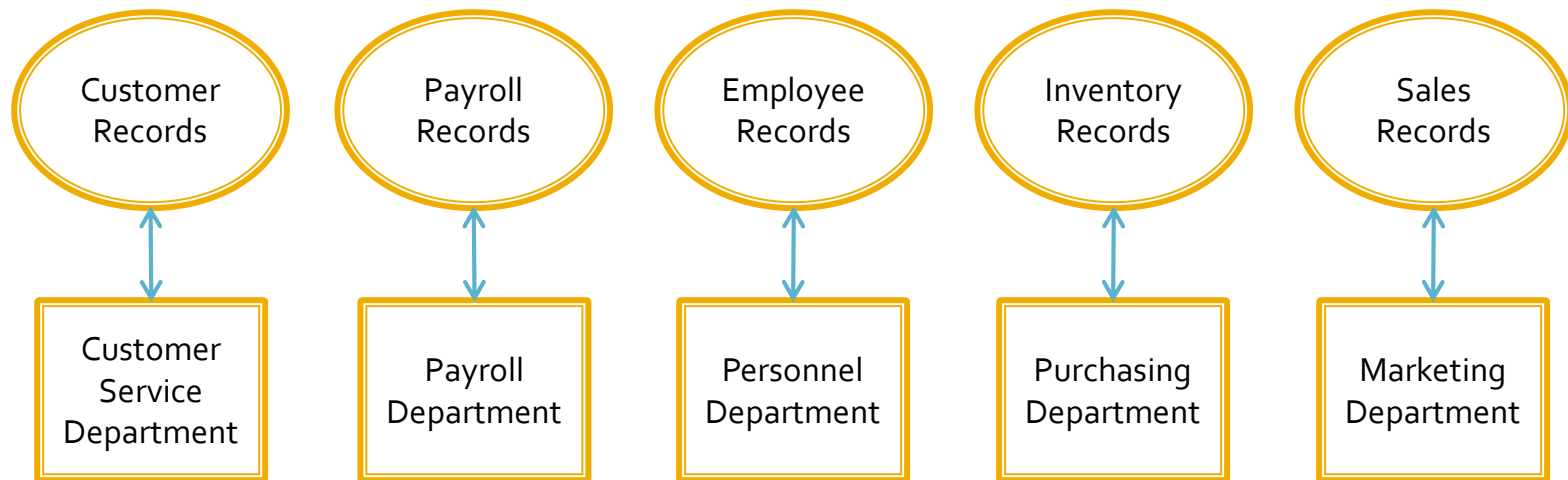 Customer
Records
Payroll
Records
Employee
Records
Inventory
Records
Sales
Records
Customer
Service
Department
Payroll
Department
Personnel
Department
Purchasing
Department
Marketing
Department